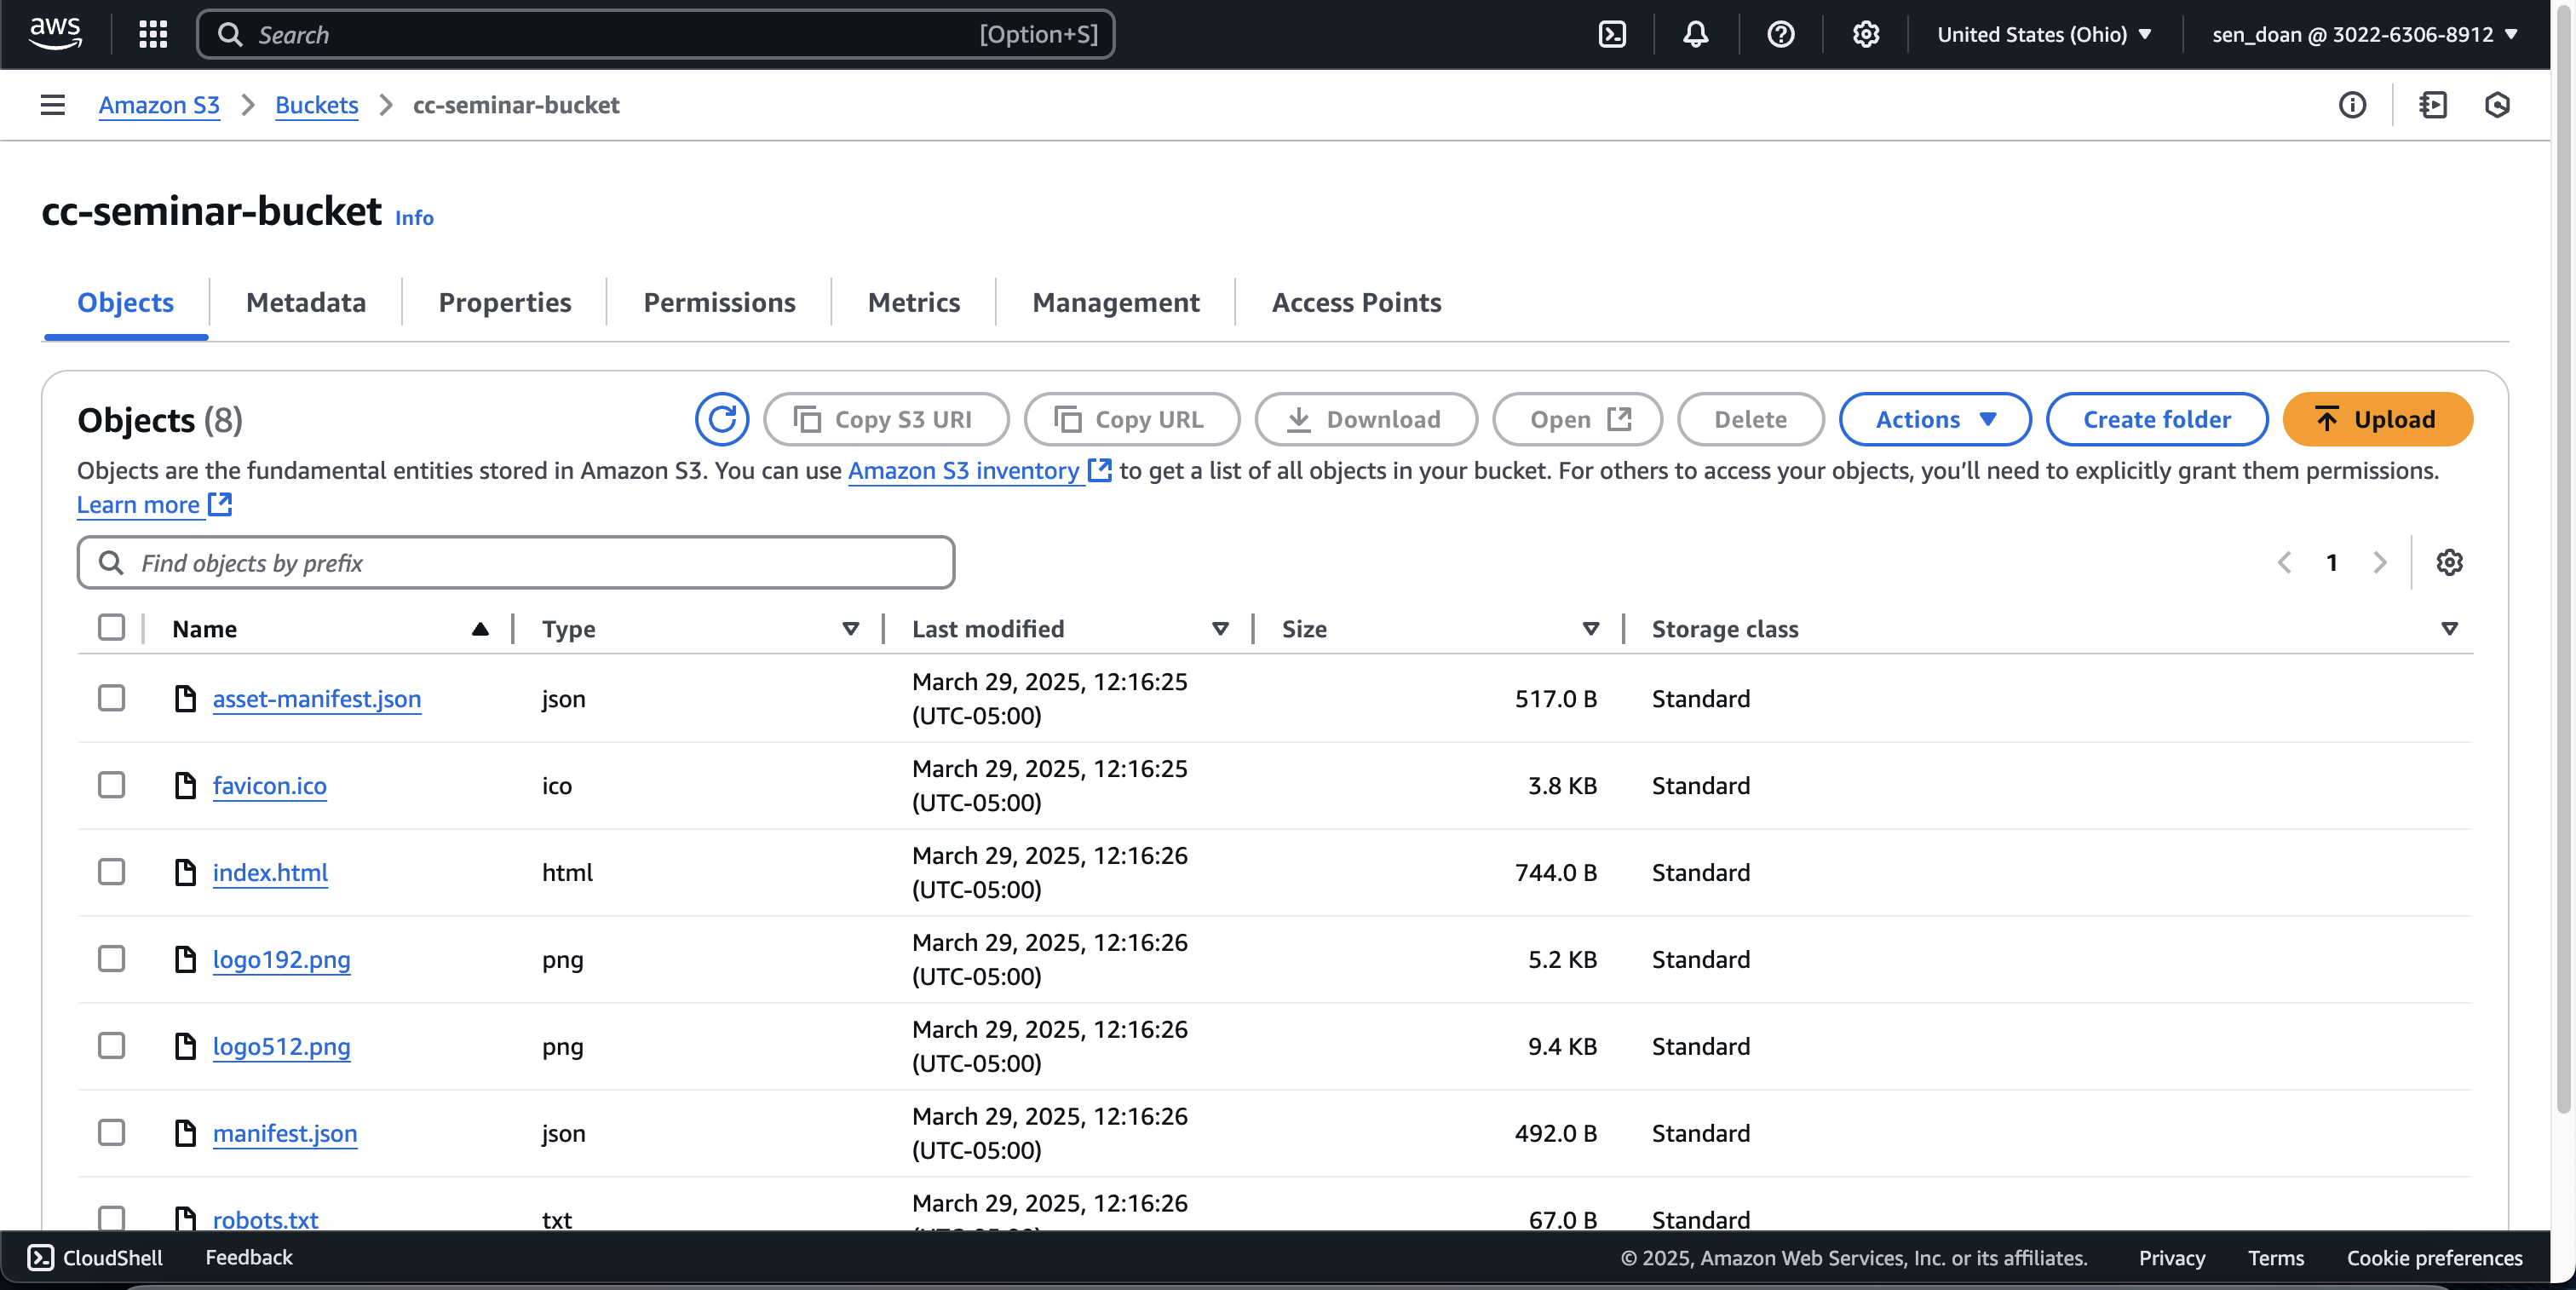 aws Search [Option+S] United States (Ohio) sen_doan @ 3022-6306-8912
Amazon S3 Buckets cc-seminar-bucket
cc-seminar-bucket Info
Objects Metadata Properties Permissions Metrics Management Access Points
Objects (8) Copy S3 URI Copy URL Download Open Delete Actions Create folder Upload
Objects are the fundamental entities stored in Amazon S3. You can use Amazon S3 inventory to get a list of all objects in your bucket. For others to access your objects, you’ll need to explicitly grant them permissions.
Learn more
Find objects by prefix 1
Name Type Last modified Size Storage class
asset-manifest.json json March 29, 2025, 12:16:25 (UTC-05:00) 517.0 B Standard
favicon.ico ico March 29, 2025, 12:16:25 (UTC-05:00) 3.8 KB Standard
index.html html March 29, 2025, 12:16:26 (UTC-05:00) 744.0 B Standard
logo192.png png March 29, 2025, 12:16:26 (UTC-05:00) 5.2 KB Standard
logo512.png png March 29, 2025, 12:16:26 (UTC-05:00) 9.4 KB Standard
manifest.json json March 29, 2025, 12:16:26 (UTC-05:00) 492.0 B Standard
robots.txt txt March 29, 2025, 12:16:26 67.0 B Standard
CloudShell Feedback © 2025, Amazon Web Services, Inc. or its affiliates. Privacy Terms Cookie preferences